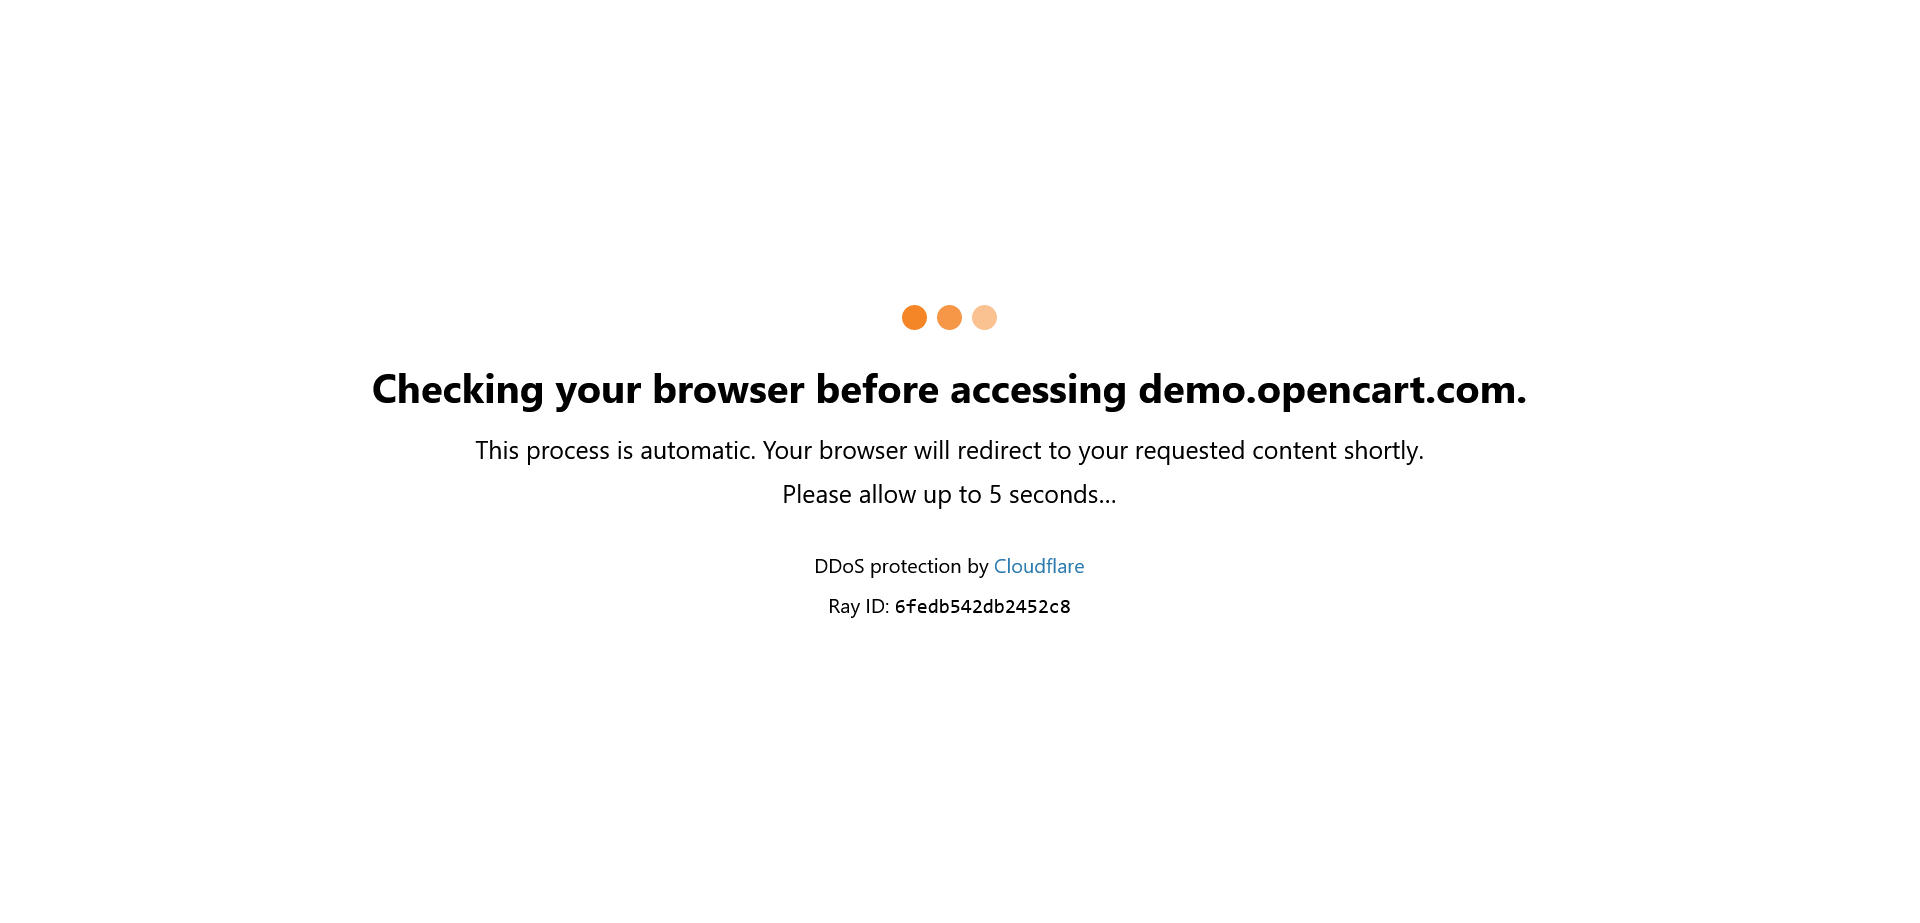 Checking your browser before accessing demo.opencart.com.
This process is automatic. Your browser will redirect to your requested content shortly.
Please allow up to 5 seconds...
DDoS protection by Cloudflare
Ray ID: 6fedb542db2452c8